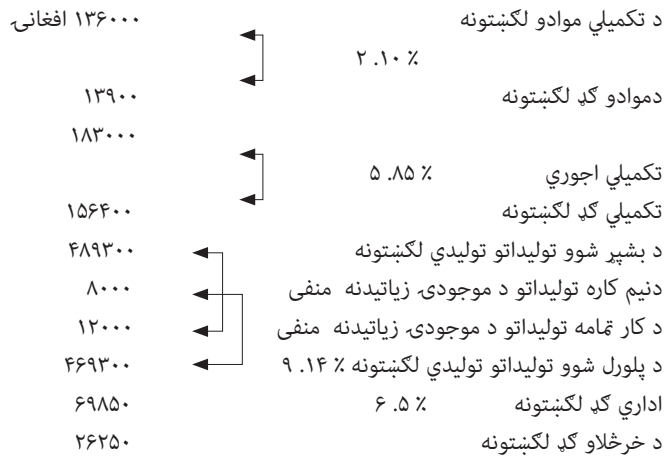 د تکمیلي موادو لګښتونه ۱۳۶۰۰۰ افغانۍ
۲ .۱۰ ٪
دموادو ګډ لګښتونه ۱۳۹۰۰
۱۸۳۰۰۰
تکمیلي اجوري ۵ .۸۵ ٪
تکمیلي ګډ لګښتونه ۱۵۶۴۰۰
د بشپړ شوو تولیداتو تولیدي لګښتونه ۴۸۹۳۰۰
دنیم کاره تولیداتو د موجودۍ زیاتیدنه منفی ۸۰۰۰
د کار تمامه تولیداتو د موجودۍ زیاتیدنه منفی ۱۲۰۰۰
د پلورل شوو تولیداتو تولیدي لګښتونه ٪ ۱۴. ۹ ۴۶۹۳۰۰
اداري ګډ لګښتونه ٪ ۵. ۶ ۶۹۸۵۰
د خرڅلاو ګډ لګښتونه ۲۶۲۵۰